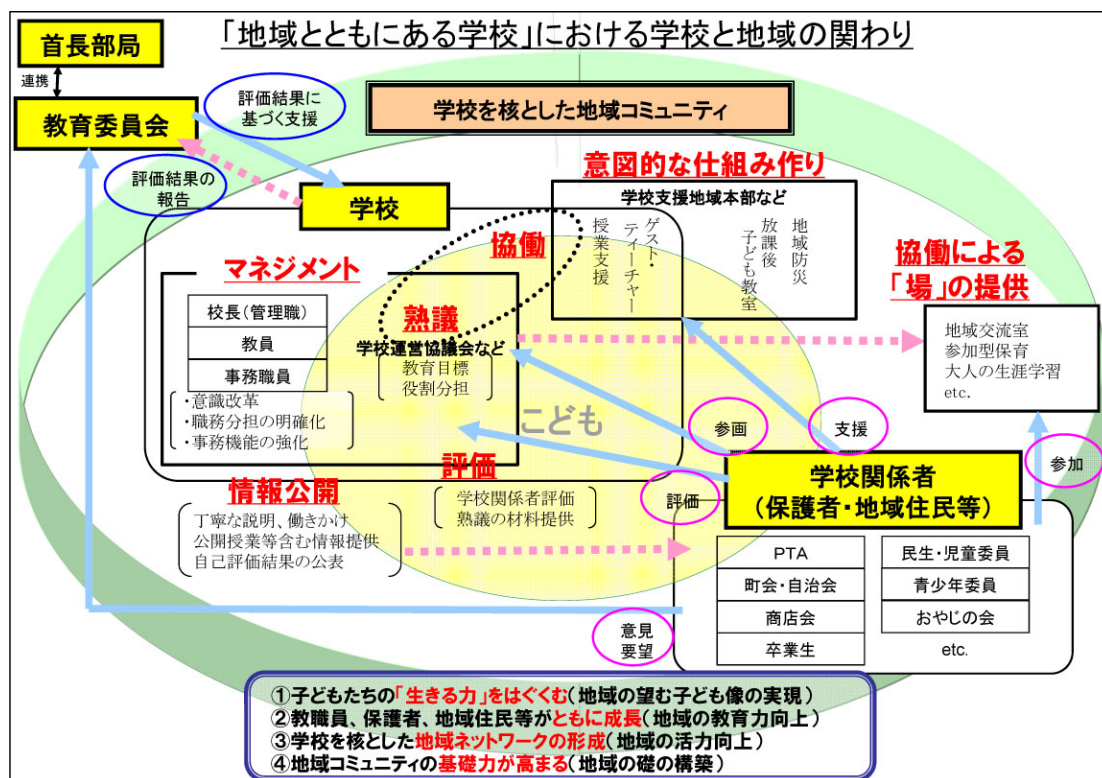 「地域とともにある学校」における学校と地域の関わり
首長部局
連携
教育委員会
評価結果に
基づく支援
評価結果の
報告
学校を核とした地域コミュニティ
学校
意図的な仕組み作り
学校支援地域本部など
地域防災
放課後
子ども教室
ゲスト・
ティーチャー
授業支援
協働
マネジメント
校長(管理職)
教員
事務職員
・意識改革
・職務分担の明確化
・事務機能の強化
熟議
学校運営協議会など
教育目標
役割分担
こども
協働による
「場」の提供
地域交流室
参加型保育
大人の生涯学習
etc.
参画
支援
参加
評価
評価
学校関係者評価
熟議の材料提供
情報公開
丁寧な説明、働きかけ
公開授業等含む情報提供
自己評価結果の公表
学校関係者
(保護者・地域住民等)
PTA
町会・自治会
商店会
卒業生
民生・児童委員
青少年委員
おやじの会
etc.
意見
要望
①子どもたちの「生きる力」をはぐくむ(地域の望む子ども像の実現)
②教職員、保護者、地域住民等がともに成長(地域の教育力向上)
③学校を核とした地域ネットワークの形成(地域の活力向上)
④地域コミュニティの基礎力が高まる(地域の礎の構築)